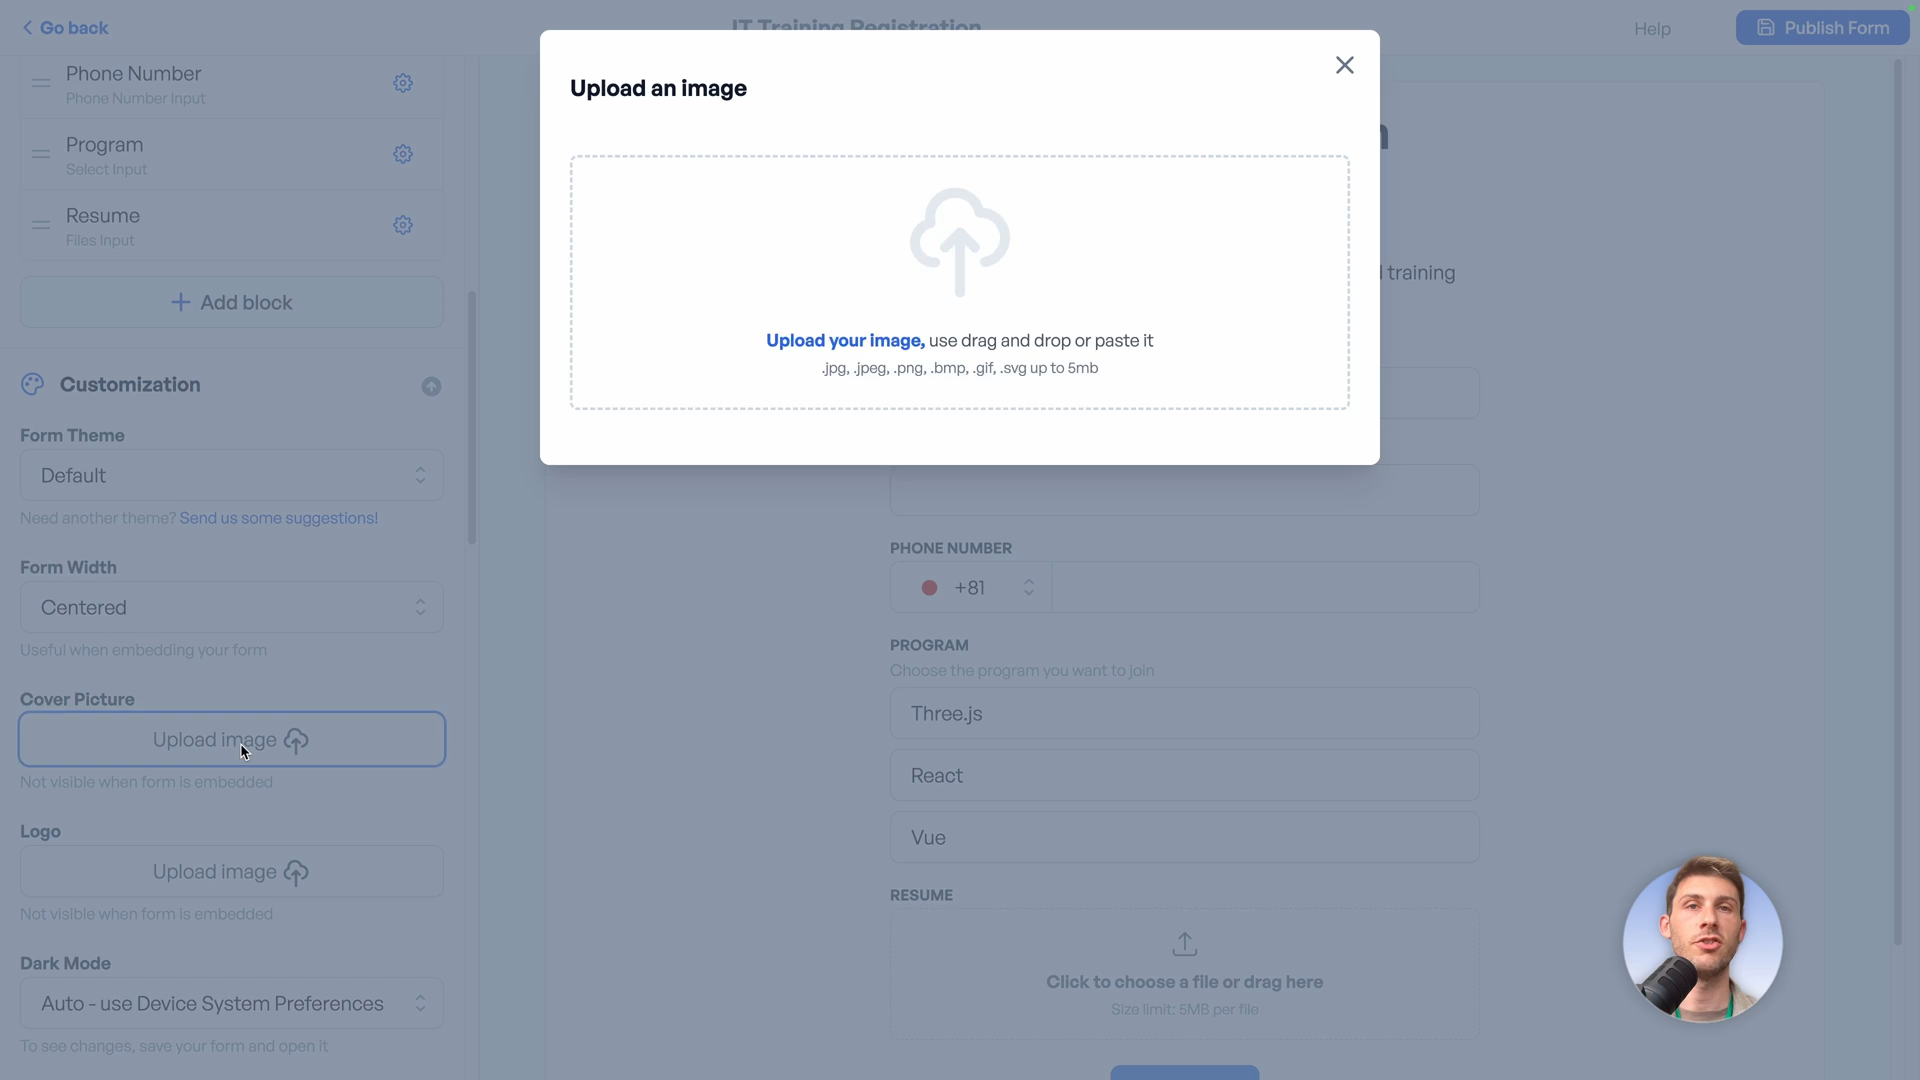 Go back
IT Training Registration
Help
Publish Form
Phone Number
Phone Number Input
Program
Select Input
Resume
Files Input
Add block
Customization
Form Theme
Default
Need another theme? Send us some suggestions!
Form Width
Centered
Useful when embedding your form
Cover Picture
Upload image
Not visible when form is embedded
Logo
Upload image
Not visible when form is embedded
Dark Mode
Auto - use Device System Preferences
To see changes, save your form and open it
Upload an image
Upload your image, use drag and drop or paste it
.jpg, .jpeg, .png, .bmp, .gif, .svg up to 5mb
training
PHONE NUMBER
+81
PROGRAM
Choose the program you want to join
Three.js
React
Vue
RESUME
Click to choose a file or drag here
Size limit: 5MB per file